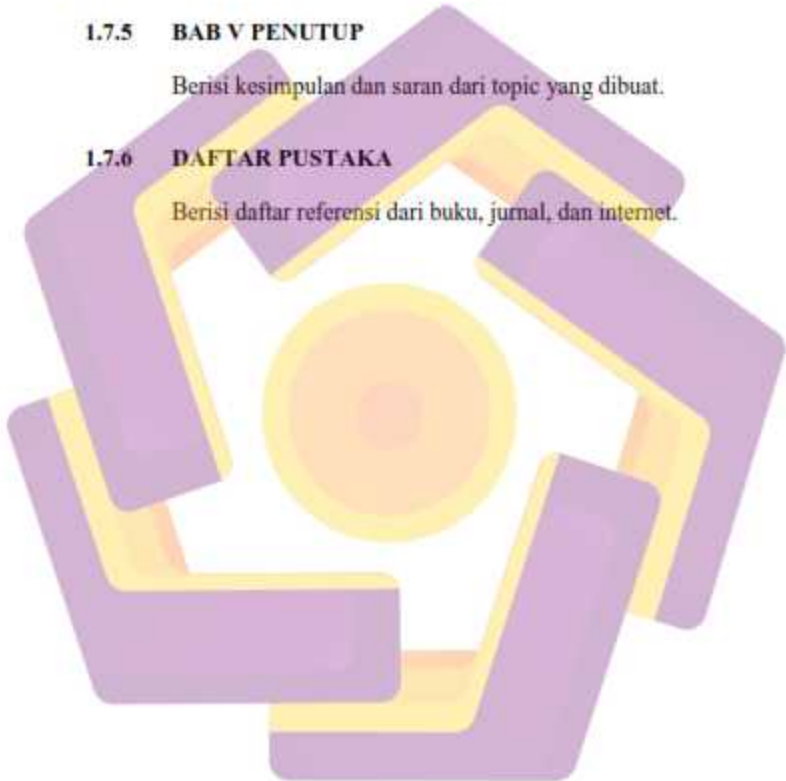 1.7.5 BAB V PENUTUP
Berisi kesimpulan dan saran dari topic yang dibuat.
1.7.6 DAFTAR PUSTAKA
Berisi daftar referensi dari buku, jurnal, dan internet.